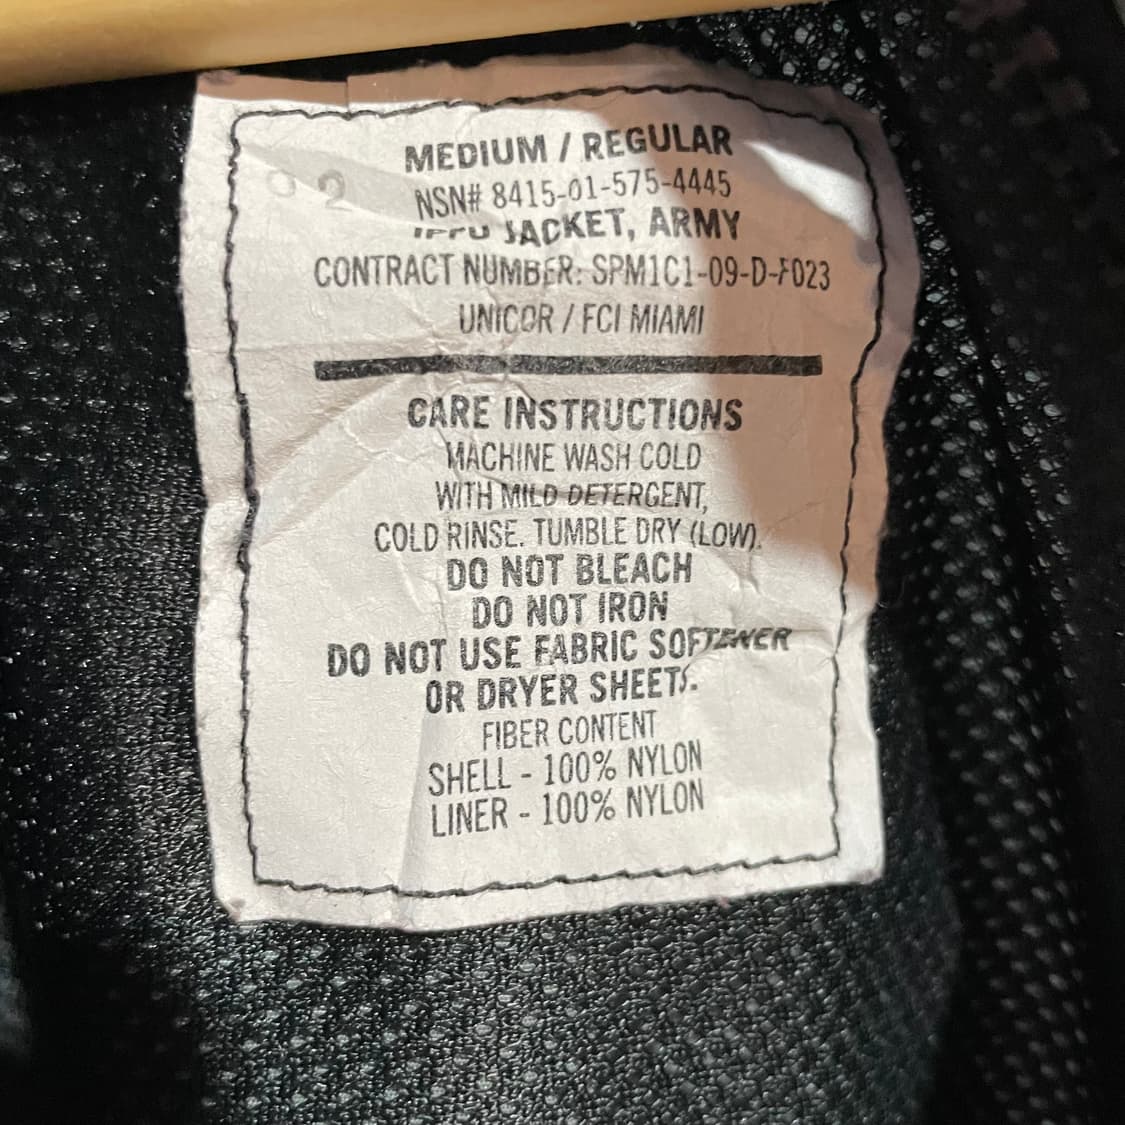 MEDIUM / REGULAR
NSN# 8415-01-575-4445
JACKET, ARMY
CONTRACT NUMBER: SPM1C1-09-D-F023
UNICOR / FCI MIAMI
CARE INSTRUCTIONS
MACHINE WASH COLD
WITH MILD DETERGENT,
COLD RINSE. TUMBLE DRY (LOW).
DO NOT BLEACH
DO NOT IRON
DO NOT USE FABRIC SOFTENER
OR DRYER SHEETS.
FIBER CONTENT
SHELL - 100% NYLON
LINER - 100% NYLON